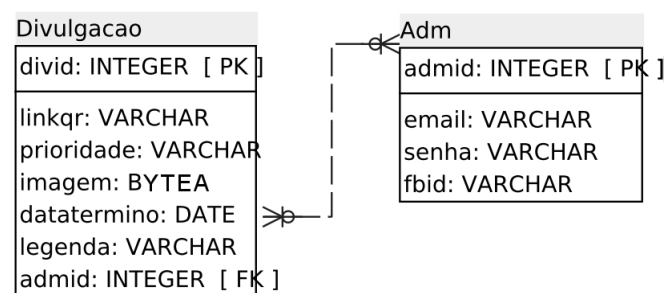 Divulgacao
divid: INTEGER [ PK ]
linkqr: VARCHAR
prioridade: VARCHAR
imagem: BYTEA
datatermino: DATE
legenda: VARCHAR
admid: INTEGER [ FK ]
Adm
admid: INTEGER [ PK ]
email: VARCHAR
senha: VARCHAR
fbid: VARCHAR